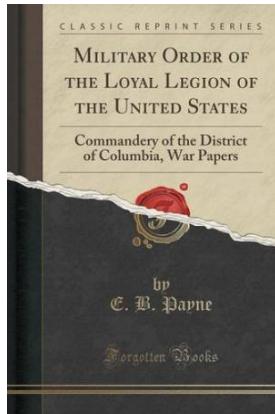 CLASSIC REPRINT SERIES
MILITARY ORDER OF
THE LOYAL LEGION OF
THE UNITED STATES
Commandery of the District
of Columbia, War Papers
by
E. B. Payne
Forgotten Books